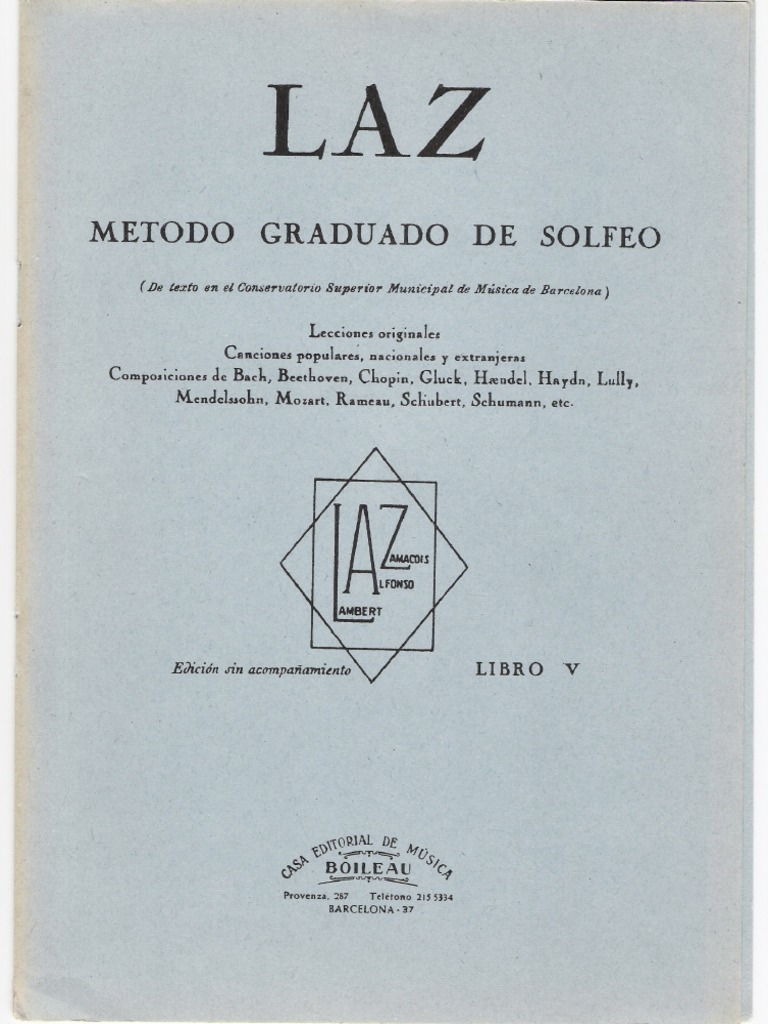 LAZ
METODO GRADUADO DE SOLFEO
(De texto en el Conservatorio Superior Municipal de Música de Barcelona)
Lecciones originales
Canciones populares, nacionales y extranjeras
Composiciones de Bach, Beethoven, Chopin, Gluck, Hændel, Haydn, Lully,
Mendelssohn, Mozart, Rameau, Schubert, Schumann, etc.
LAZ
ZAMACOIS
ALFONSO
LAMBERT
Edición sin acompañamiento
LIBRO V
CASA EDITORIAL DE MÚSICA
BOILEAU
Provenza, 287 Teléfono 215 5334
BARCELONA - 37